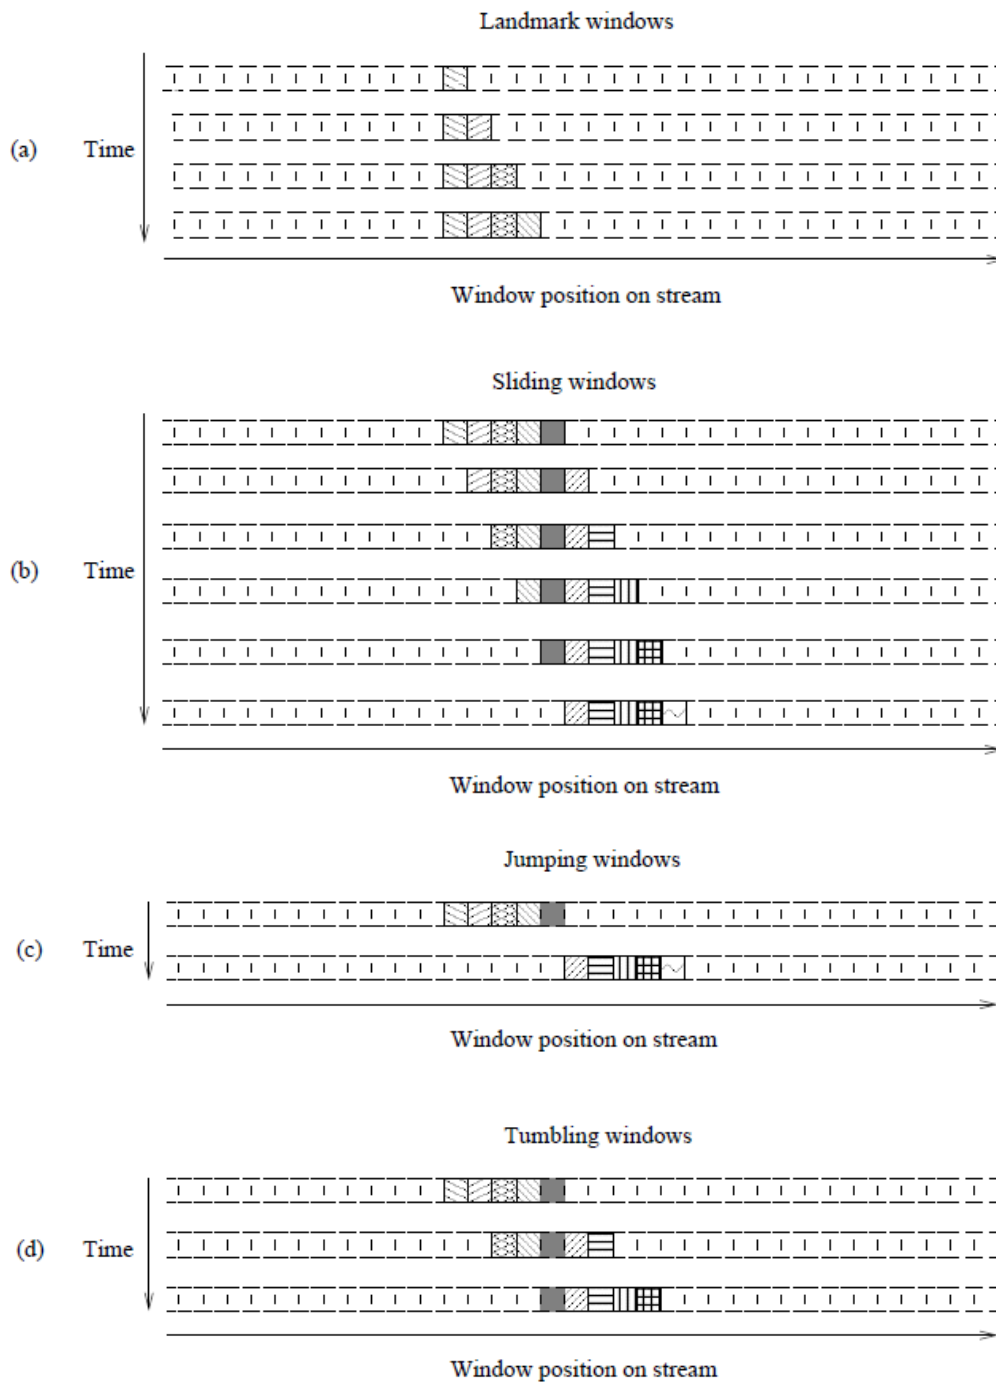 Landmark windows
(a) Time
Window position on stream
Sliding windows
(b) Time
Window position on stream
Jumping windows
(c) Time
Window position on stream
Tumbling windows
(d) Time
Window position on stream